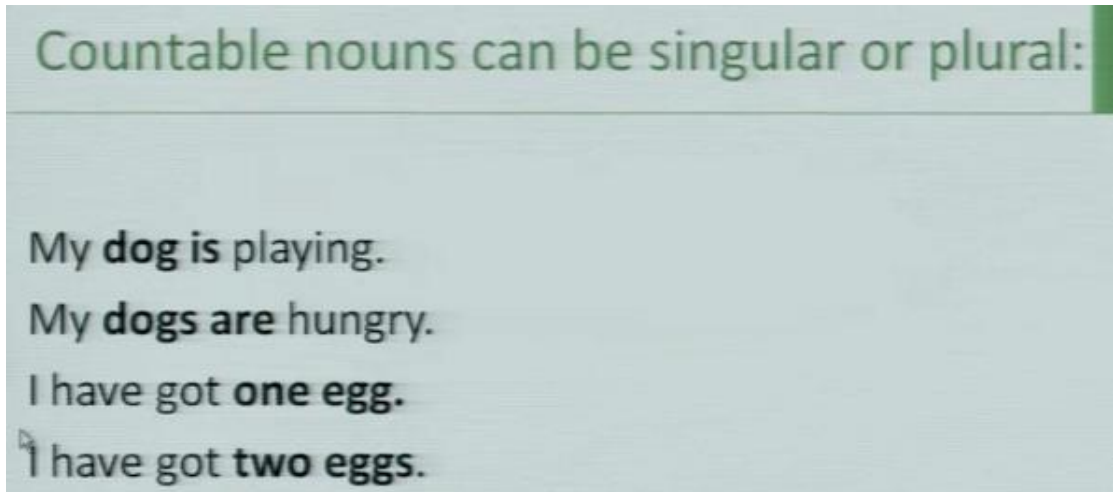 Countable nouns can be singular or plural:
My dog is playing.
My dogs are hungry.
I have got one egg.
I have got two eggs.